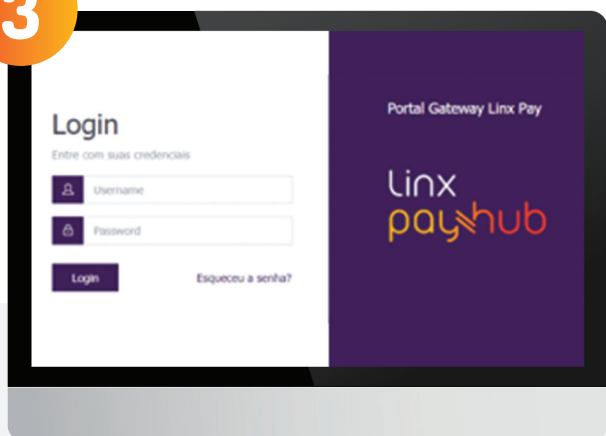 3
Login
Entre com suas credenciais
Username
Password
Login
Esqueceu a senha?
Portal Gateway Linx Pay
Linx
payhub